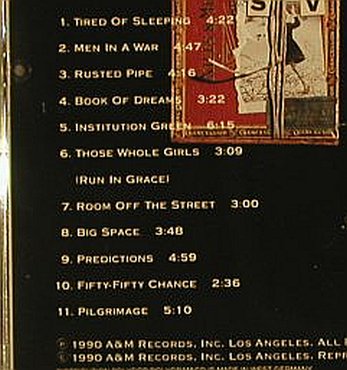 S V
1. TIRED OF SLEEPING 4:22
2. MEN IN A WAR 4:47
3. RUSTED PIPE 4:16
4. BOOK OF DREAMS 3:22
5. INSTITUTION GREEN 6:15
6. THOSE WHOLE GIRLS 3:09
(RUN IN GRACE)
7. ROOM OFF THE STREET 3:00
8. BIG SPACE 3:48
9. PREDICTIONS 4:59
10. FIFTY-FIFTY CHANCE 2:36
11. PILGRIMAGE 5:10
℗ 1990 A&M RECORDS, INC. LOS ANGELES. ALL
© 1990 A&M RECORDS, INC. LOS ANGELES. REPR